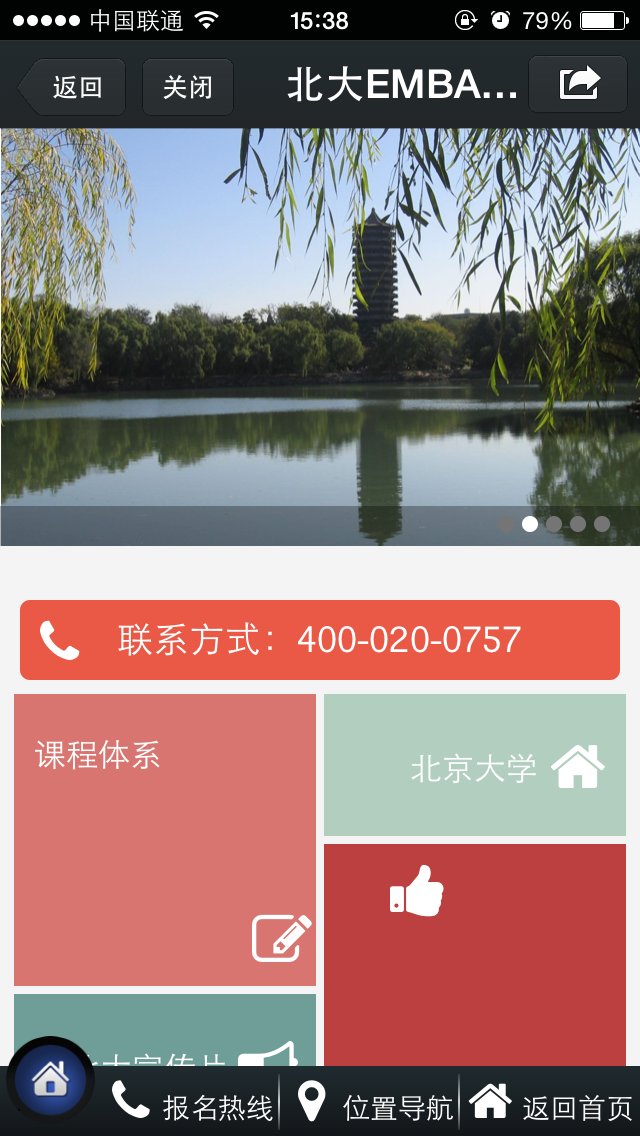 中国联通 15:38 79%
返回 关闭 北大EMBA...
联系方式：400-020-0757
课程体系
北京大学
大宣传片
报名热线 位置导航 返回首页